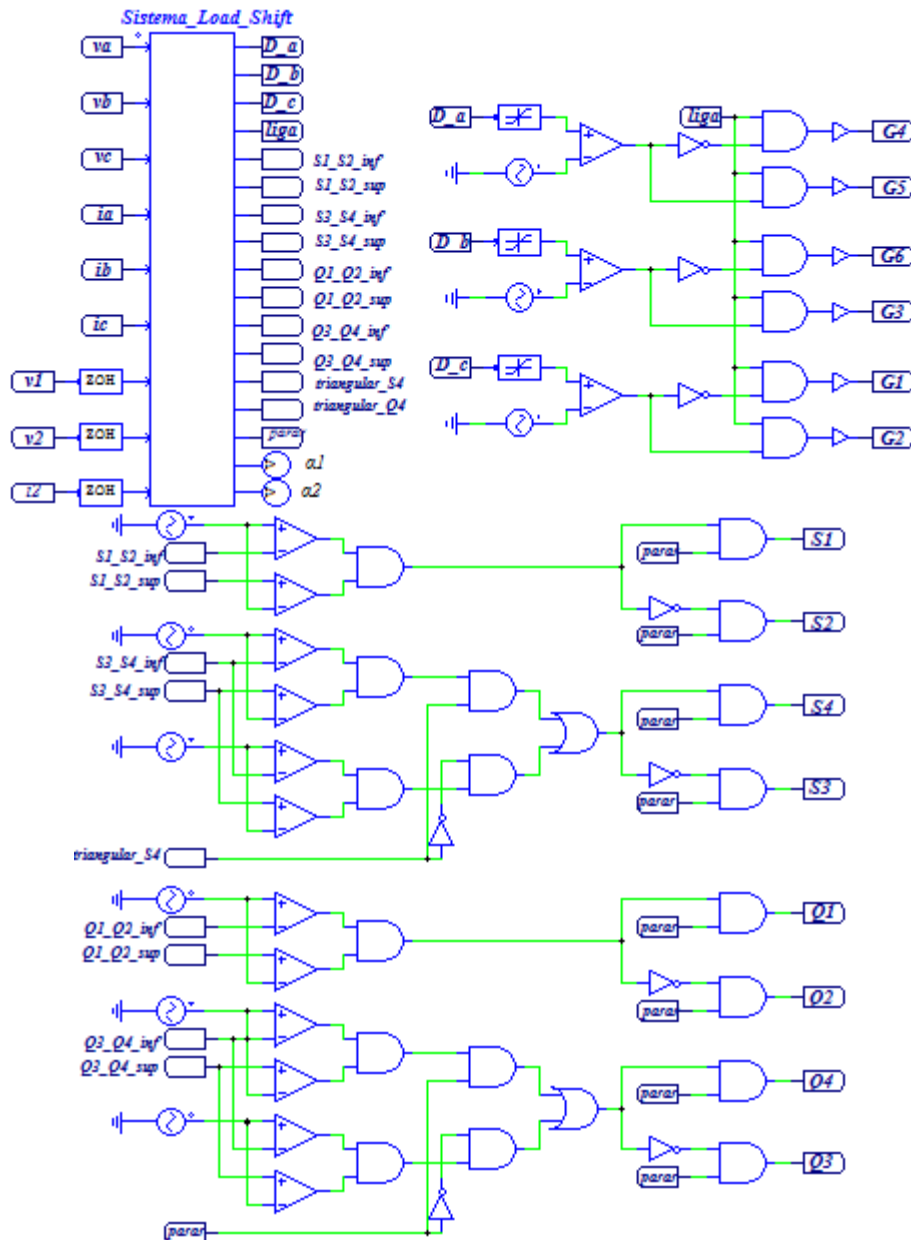 Sistema_Load_Shift
va
vb
vc
ia
ib
ic
v1
ZOH
v2
ZOH
i2
ZOH
D_a
D_b
D_c
liga
S1_S2_inf
S1_S2_sup
S3_S4_inf
S3_S4_sup
Q1_Q2_inf
Q1_Q2_sup
Q3_Q4_inf
Q3_Q4_sup
triangular_S4
triangular_Q4
parar
a1
a2
D_a
liga
G4
G5
D_b
G6
G3
D_c
G1
G2
S1_S2_inf
S1_S2_sup
parar
S1
parar
S2
S3_S4_inf
S3_S4_sup
parar
S4
parar
S3
triangular_S4
Q1_Q2_inf
Q1_Q2_sup
parar
Q1
parar
Q2
Q3_Q4_inf
Q3_Q4_sup
parar
Q4
parar
Q3
parar